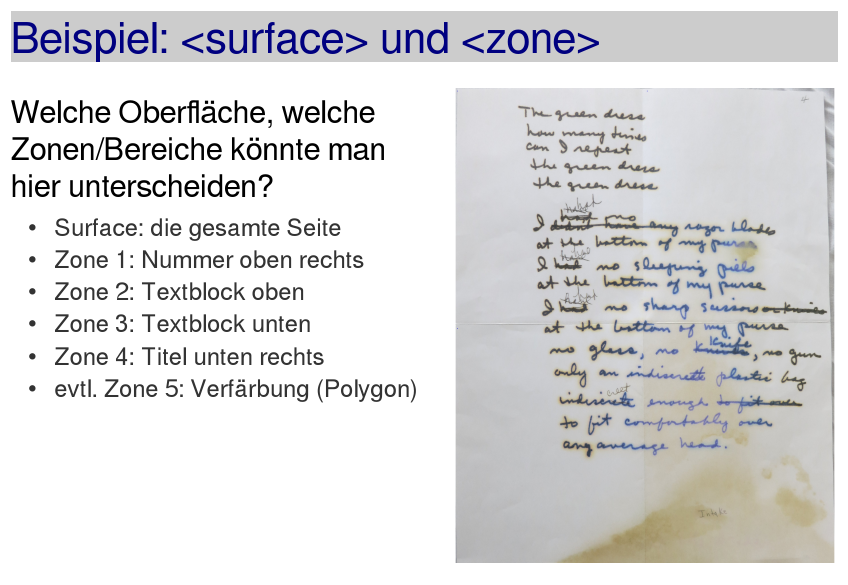 Beispiel: <surface> und <zone>
Welche Oberfläche, welche
Zonen/Bereiche könnte man
hier unterscheiden?
• Surface: die gesamte Seite
• Zone 1: Nummer oben rechts
• Zone 2: Textblock oben
• Zone 3: Textblock unten
• Zone 4: Titel unten rechts
• evtl. Zone 5: Verfärbung (Polygon)
The green dress
how many times
can I repeat
the green dress
the green dress
had no
I didn't have any razor blades
at the bottom of my purse
I had no sleeping pills
at the bottom of my purse
I had no sharp scissors or knives
at the bottom of my purse
knife
no glass, no knives, no gun
only an indiscrete plastic bag
indiscrete enough to fit over
to fit comfortably over
any average head.